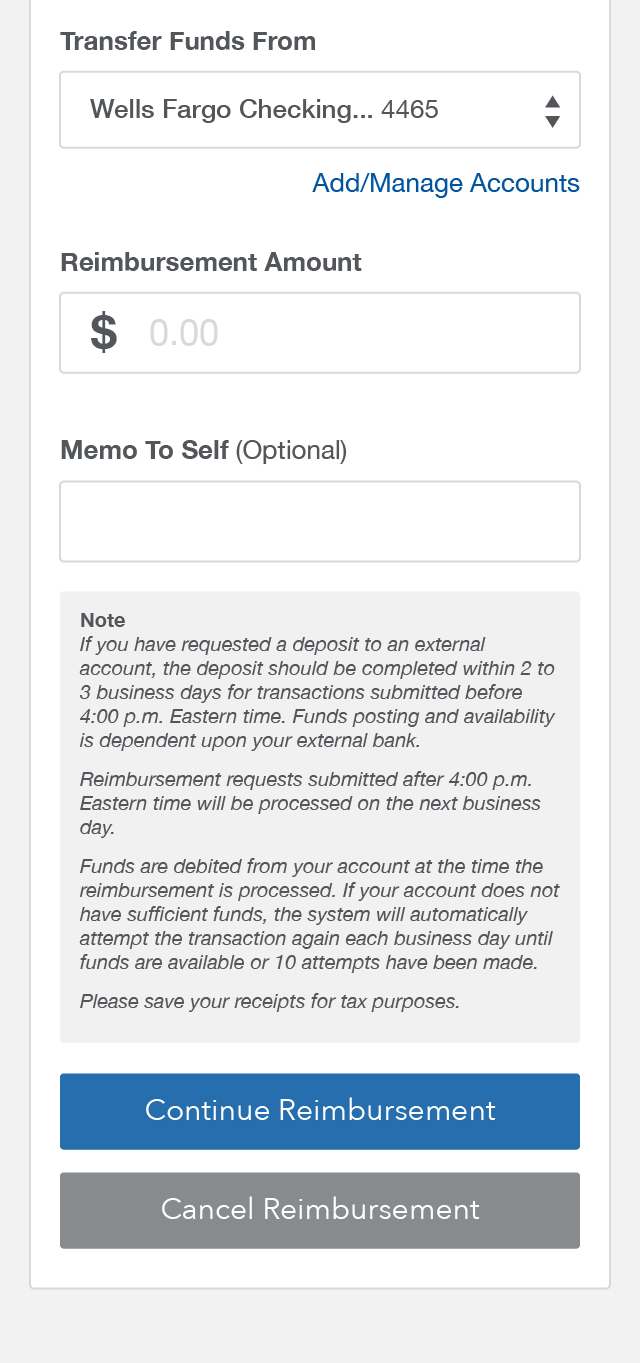 Transfer Funds From
Wells Fargo Checking... 4465
Add/Manage Accounts
Reimbursement Amount
$ 0.00
Memo To Self (Optional)
Note
If you have requested a deposit to an external
account, the deposit should be completed within 2 to
3 business days for transactions submitted before
4:00 p.m. Eastern time. Funds posting and availability
is dependent upon your external bank.
Reimbursement requests submitted after 4:00 p.m.
Eastern time will be processed on the next business
day.
Funds are debited from your account at the time the
reimbursement is processed. If your account does not
have sufficient funds, the system will automatically
attempt the transaction again each business day until
funds are available or 10 attempts have been made.
Please save your receipts for tax purposes.
Continue Reimbursement
Cancel Reimbursement